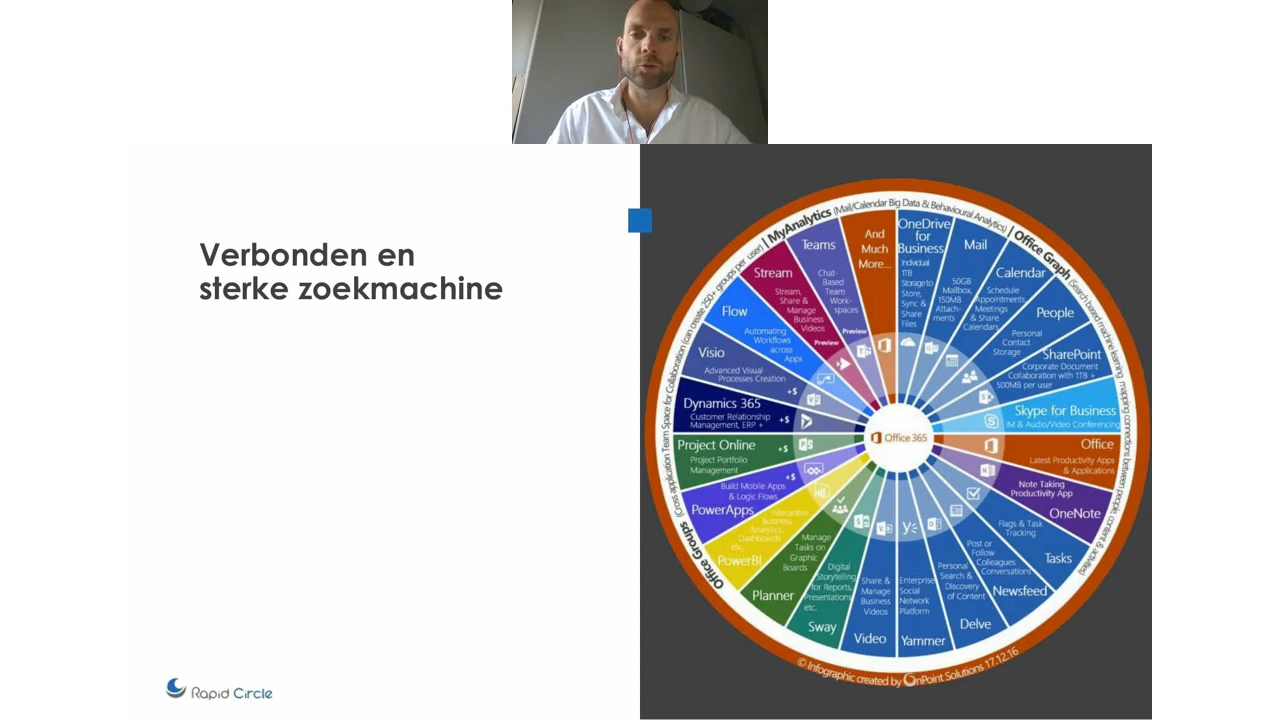 Verbonden en
sterke zoekmachine
Rapid Circle
Office Groups (Cross application Team Space for Collaboration (can create 250+ groups per user) | MyAnalytics (Mail/Calendar Big Data & Behavioural Analytics) | Office Graph (Search based machine learning, mapping connections between people, content & activities)
OneDrive
for
Business
Individual
1TB
Storage to
Store,
Sync &
Share
Files
Mail
50GB
Mailbox,
150MB
Attach-
ments
Calendar
Schedule
Appointments,
Meetings
& Share
Calendars
People
Personal
Contact
Storage
SharePoint
Corporate Document
Collaboration with 1TB +
500MB per user
Skype for Business
IM & Audio/Video Conferencing
Office
Latest Productivity Apps
& Applications
Note Taking
Productivity App
OneNote
Flags & Task
Tracking
Tasks
Post or
Follow
Colleagues
Conversations
Newsfeed
Personal
Search &
Discovery
of Content
Delve
Enterprise
Social
Network
Platform
Yammer
Share &
Manage
Business
Videos
Video
Digital
Storytelling
for Reports,
Presentations
etc.
Sway
Manage
Tasks on
Graphic
Boards
Planner
Interactive
Business
Analytics,
Dashboards
etc.
PowerBI
+$
Build Mobile Apps
& Logic Flows
PowerApps
Project Online
+$
Project Portfolio
Management
Dynamics 365
Customer Relationship
Management, ERP +
+$
Visio
Advanced Visual
Processes Creation
+$
Flow
Automating
Workflows
across
Apps
Stream
Stream,
Share &
Manage
Business
Videos
Preview
Teams
Chat-
Based
Team
Work-
spaces
Preview
And
Much
More...
Office 365
© Infographic created by OnPoint Solutions 17.12.16